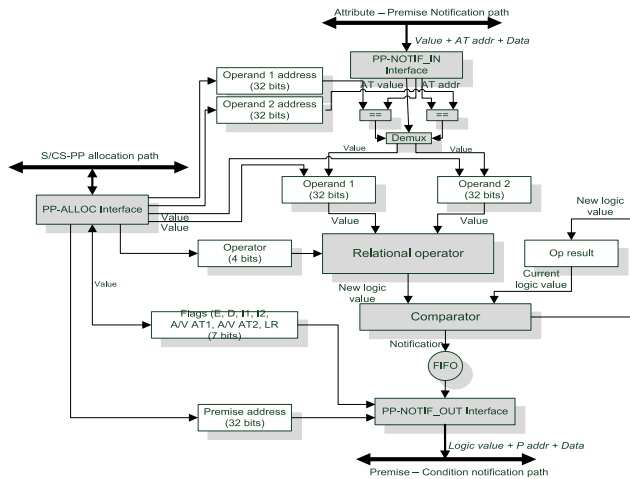 Attribute – Premise Notification path
Value + AT addr + Data
PP-NOTIF_IN
Interface
AT value
AT addr
Operand 1 address
(32 bits)
Operand 2 address
(32 bits)
==
==
Demux
Value
Value
S/CS-PP allocation path
PP-ALLOC Interface
Value
Value
Operand 1
(32 bits)
Operand 2
(32 bits)
Value
Value
New logic
value
Operator
(4 bits)
Relational operator
Op result
Value
New logic
value
Current
logic value
Flags (E, D, I1, I2,
A/V AT1, A/V AT2, LR
(7 bits)
Comparator
Notification
FIFO
PP-NOTIF_OUT Interface
Premise address
(32 bits)
Logic value + P addr + Data
Premise – Condition notification path